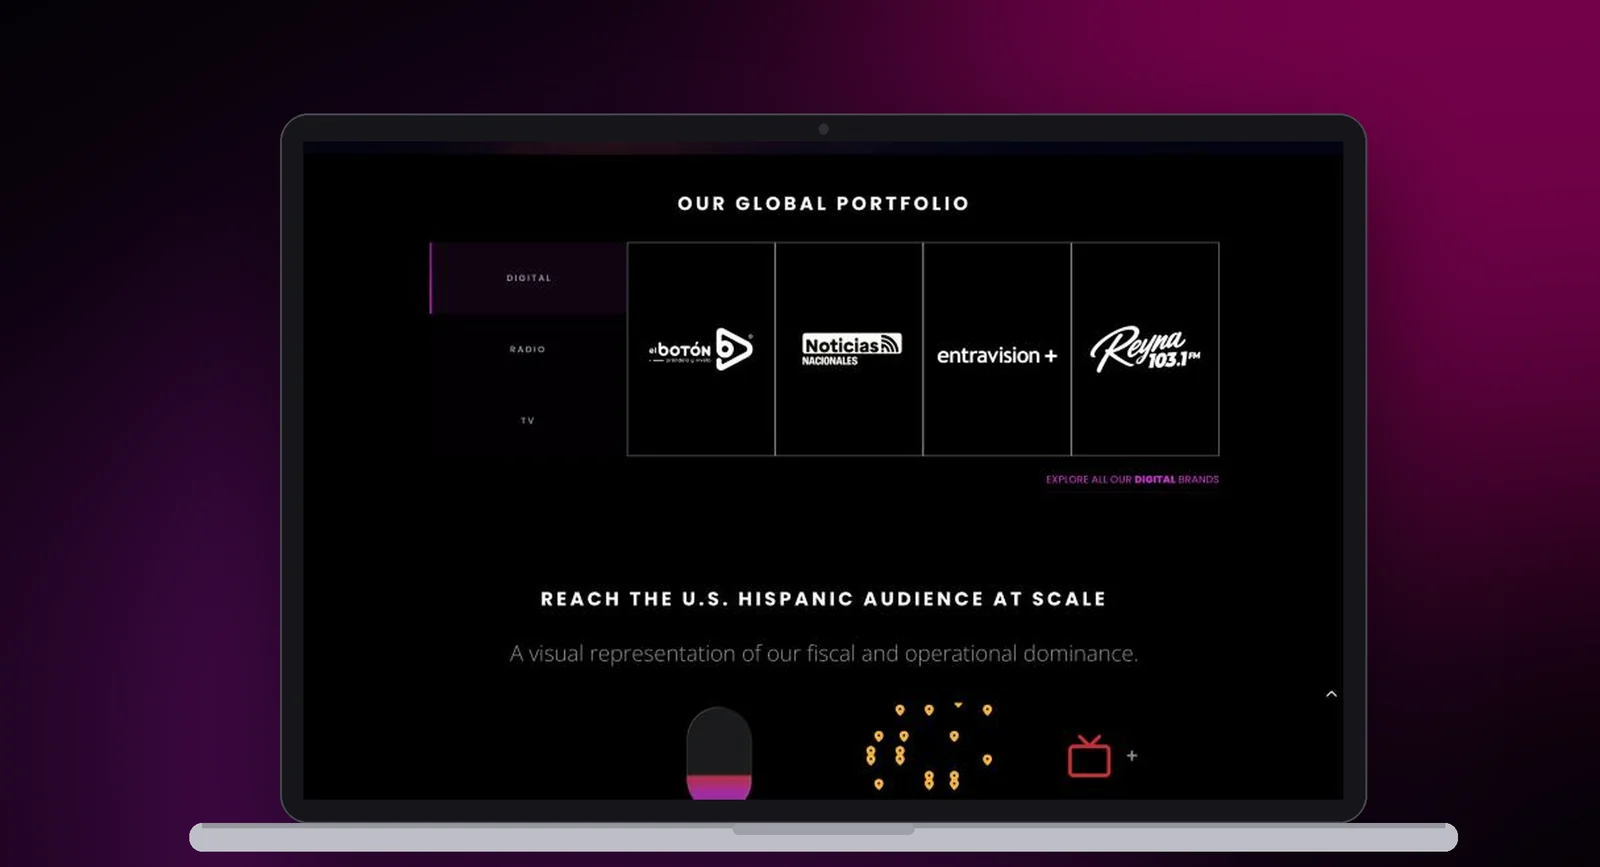 OUR GLOBAL PORTFOLIO
DIGITAL
RADIO
TV
el BOTÓN
Noticias
NACIONALES
entravision +
Reyna
103.1 FM
EXPLORE ALL OUR DIGITAL BRANDS
REACH THE U.S. HISPANIC AUDIENCE AT SCALE
A visual representation of our fiscal and operational dominance.
+